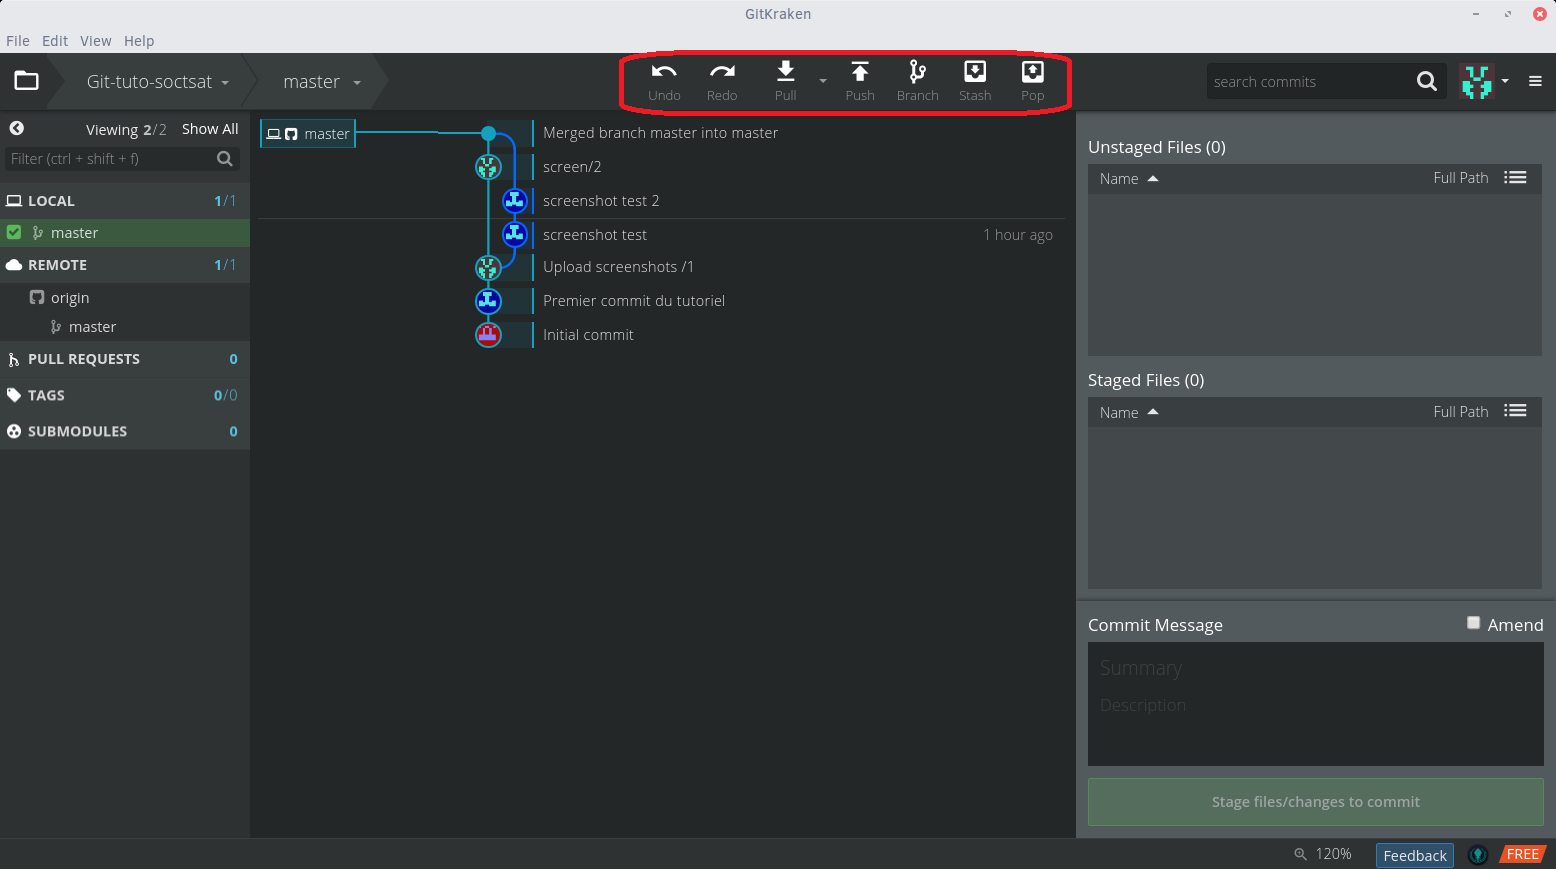 GitKraken
File Edit View Help
Git-tuto-soctsat master
Undo Redo Pull Push Branch Stash Pop
search commits
Viewing 2/2 Show All
Filter (ctrl + shift + f)
LOCAL 1/1
master
REMOTE 1/1
origin
master
PULL REQUESTS 0
TAGS 0/0
SUBMODULES 0
master
Merged branch master into master
screen/2
screenshot test 2
screenshot test 1 hour ago
Upload screenshots /1
Premier commit du tutoriel
Initial commit
Unstaged Files (0)
Name Full Path
Staged Files (0)
Name Full Path
Commit Message Amend
Summary
Description
Stage files/changes to commit
120% Feedback FREE